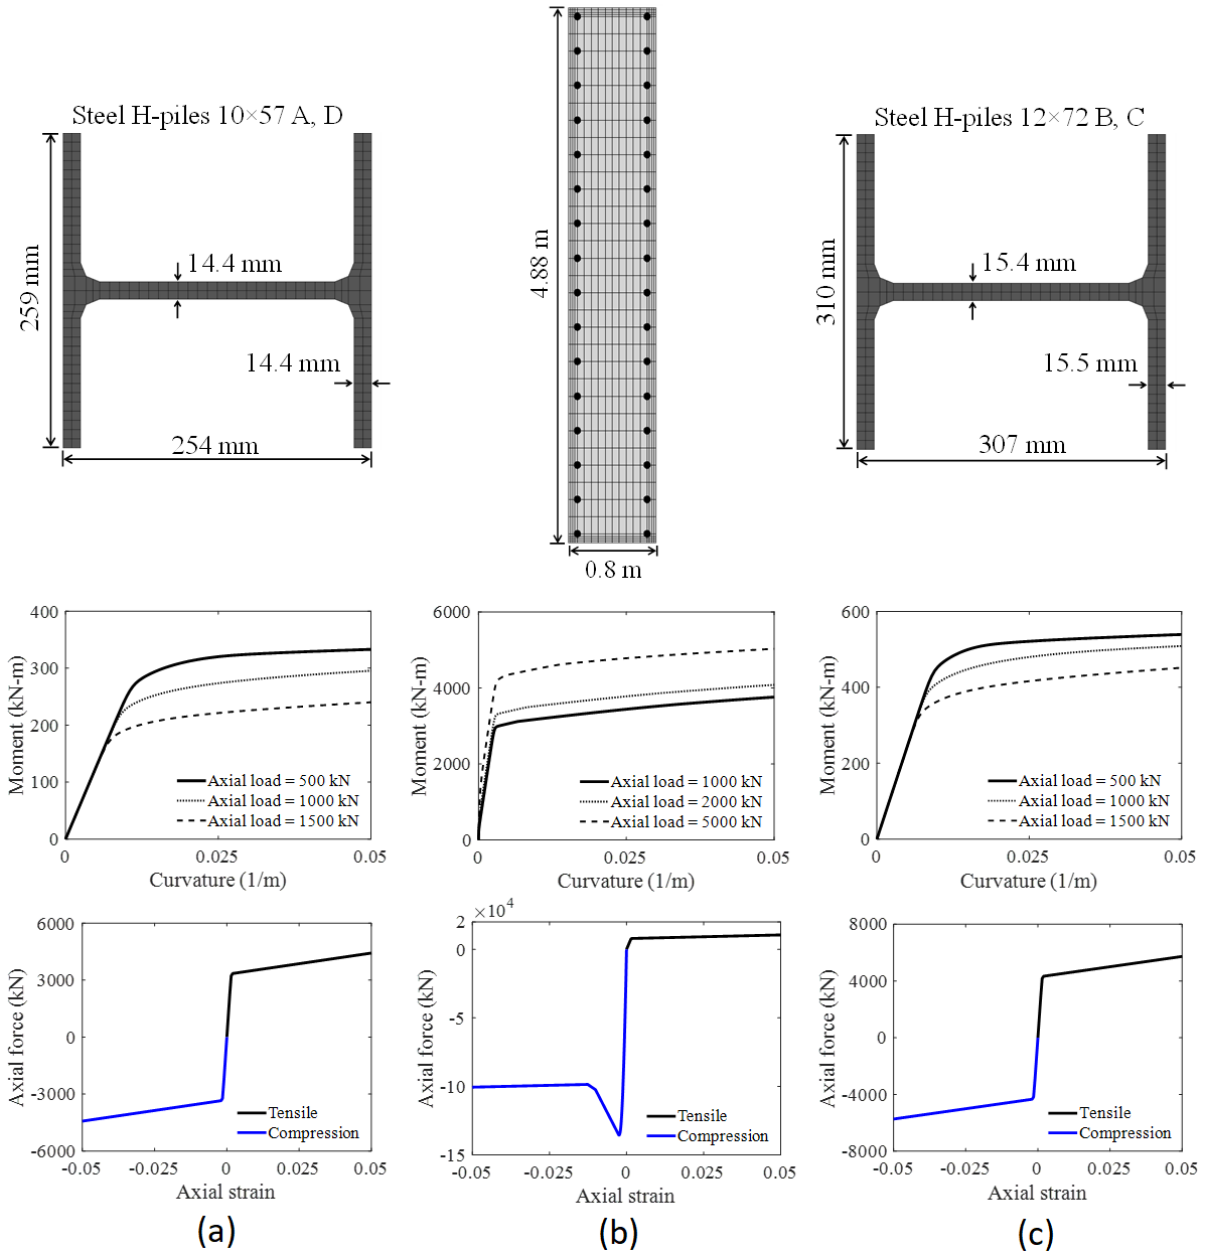 Steel H-piles 10×57 A, D
259 mm
14.4 mm
14.4 mm
254 mm
4.88 m
0.8 m
Steel H-piles 12×72 B, C
310 mm
15.4 mm
15.5 mm
307 mm
Moment (kN-m)
400
300
200
100
0
Axial load = 500 kN
Axial load = 1000 kN
Axial load = 1500 kN
0 0.025 0.05
Curvature (1/m)
Moment (kN-m)
6000
4000
2000
0
Axial load = 1000 kN
Axial load = 2000 kN
Axial load = 5000 kN
0 0.025 0.05
Curvature (1/m)
Moment (kN-m)
600
400
200
0
Axial load = 500 kN
Axial load = 1000 kN
Axial load = 1500 kN
0 0.025 0.05
Curvature (1/m)
Axial force (kN)
6000
3000
0
-3000
-6000
Tensile
Compression
-0.05 -0.025 0 0.025 0.05
Axial strain
(a)
Axial force (kN)
×10⁴
2
0
-5
-10
-15
Tensile
Compression
-0.05 -0.025 0 0.025 0.05
Axial strain
(b)
Axial force (kN)
8000
4000
0
-4000
-8000
Tensile
Compression
-0.05 -0.025 0 0.025 0.05
Axial strain
(c)